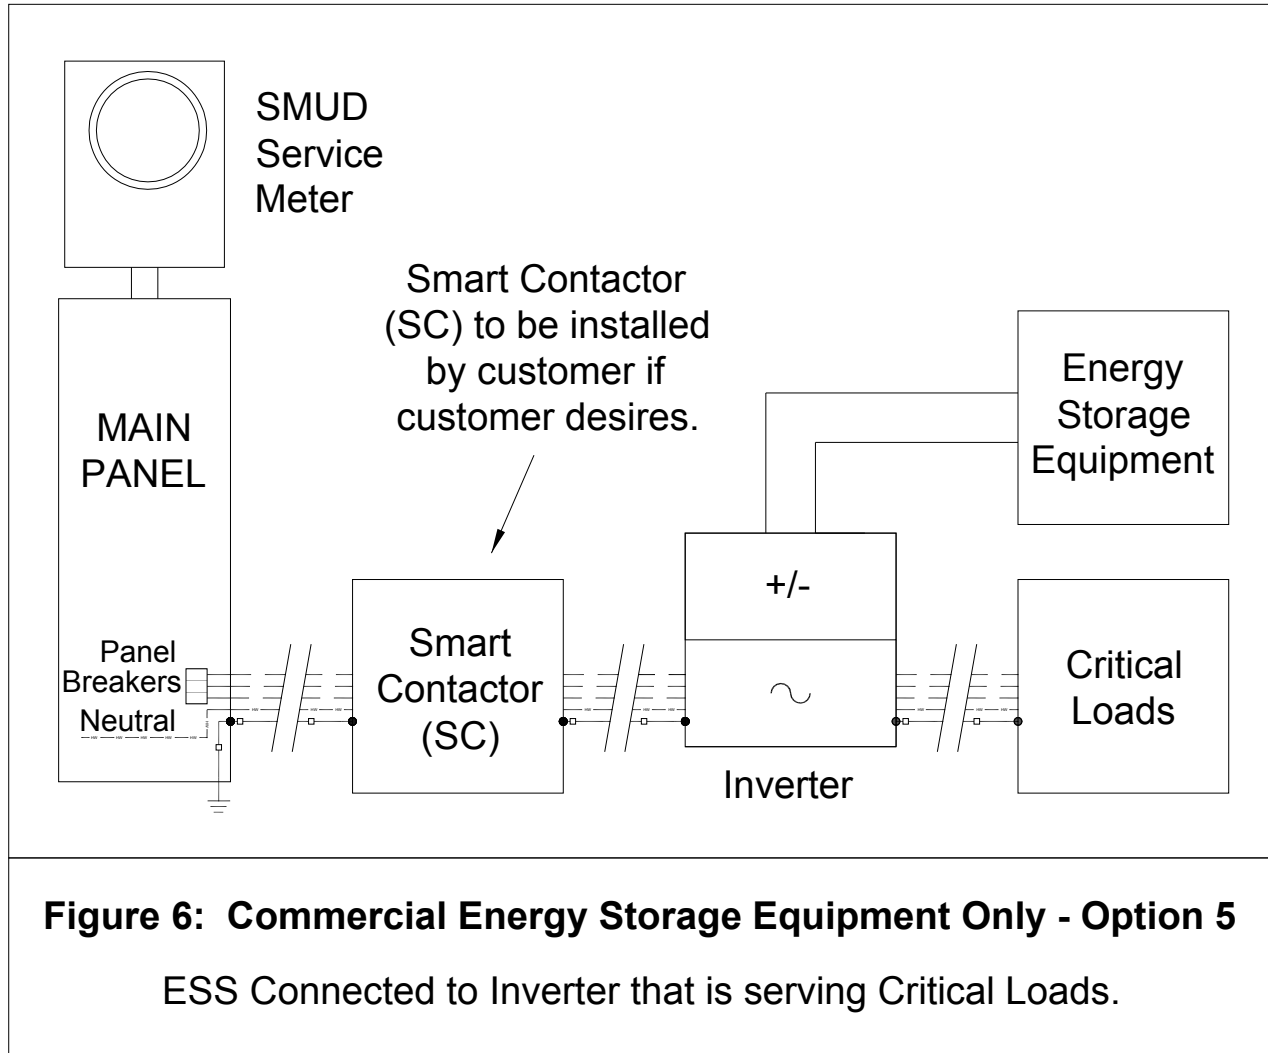 SMUD
Service
Meter
Smart Contactor
(SC) to be installed
by customer if
customer desires.
MAIN
PANEL
Energy
Storage
Equipment
+/-
Panel
Breakers
Neutral
Smart
Contactor
(SC)
Critical
Loads
Inverter
Figure 6:  Commercial Energy Storage Equipment Only - Option 5
ESS Connected to Inverter that is serving Critical Loads.